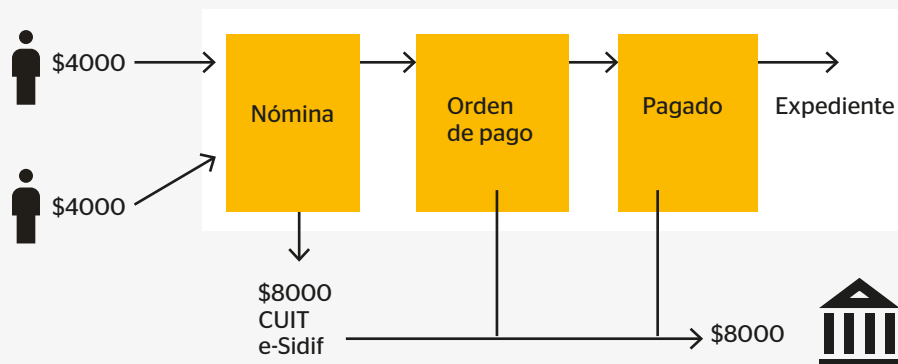 $4000
Nómina
Orden
de pago
Pagado
Expediente
$4000
$8000
CUIT
e-Sidif
$8000